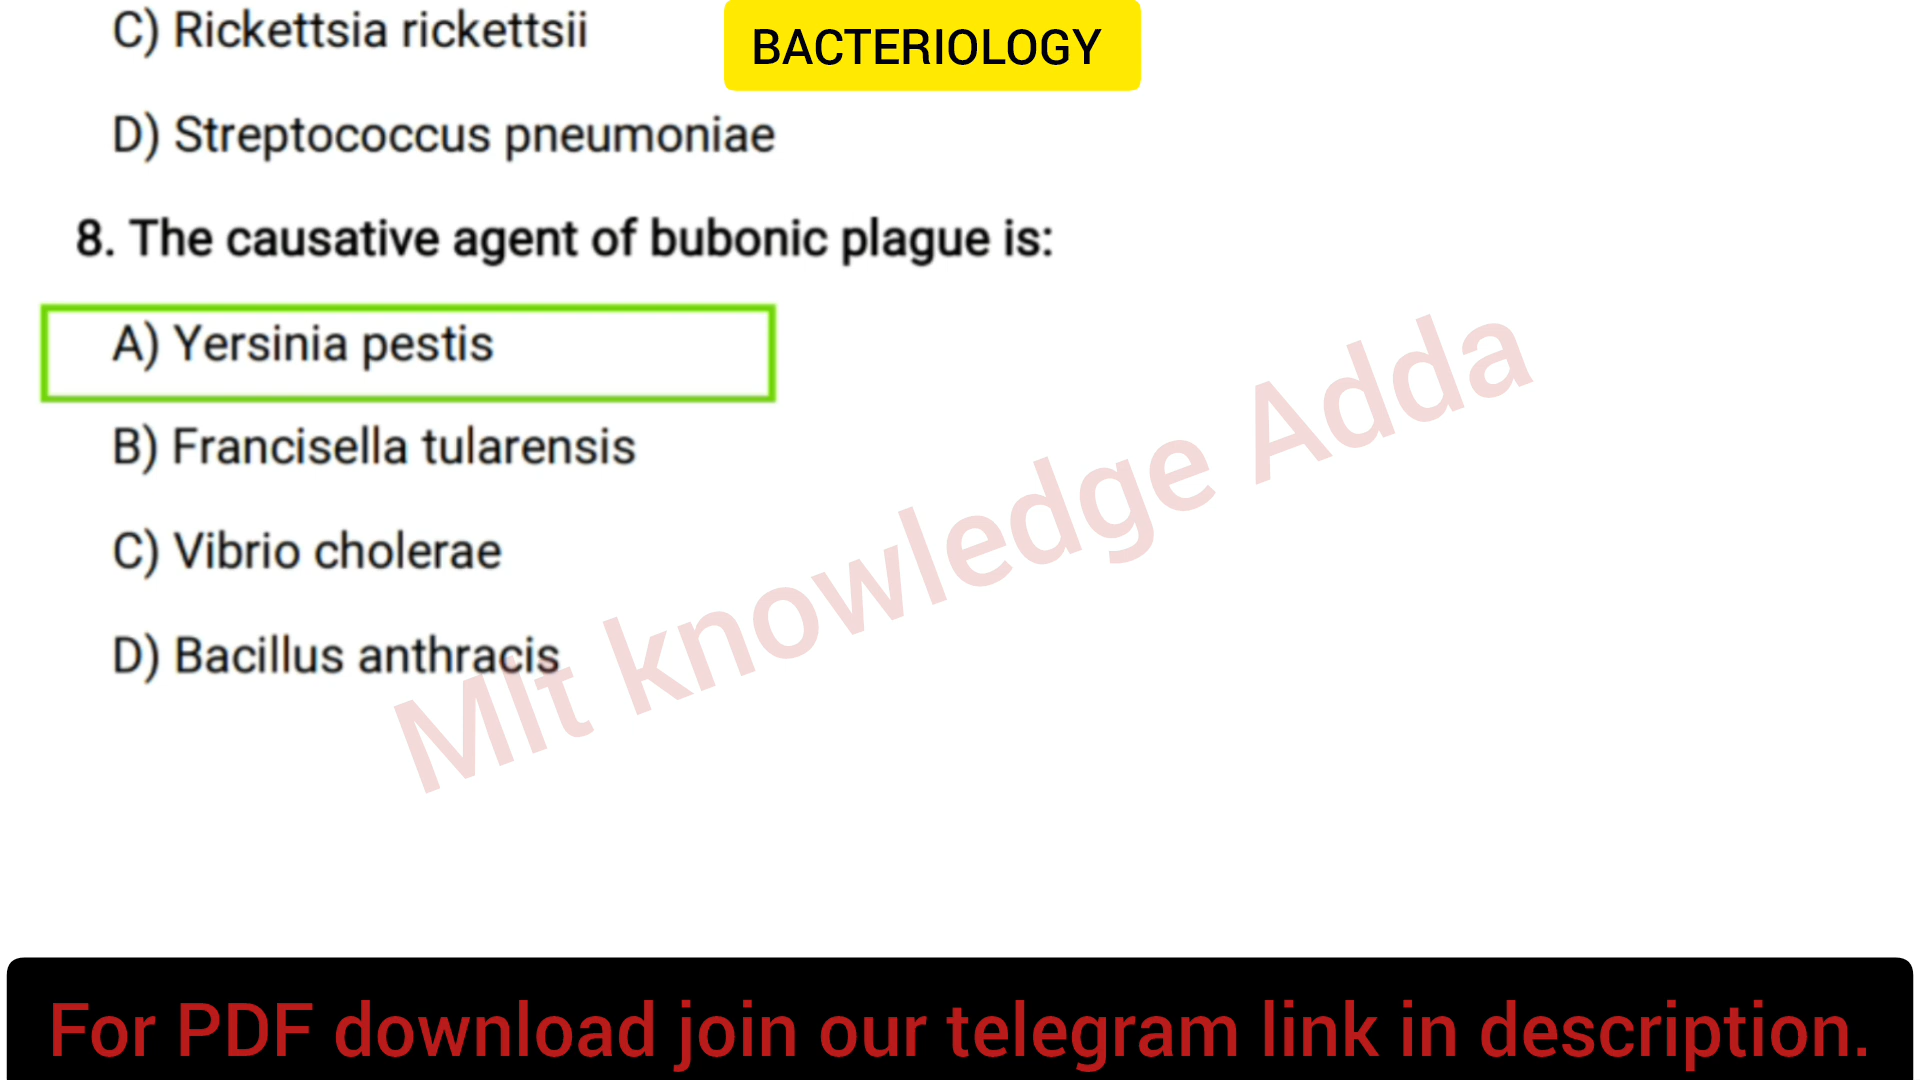 C) Rickettsia rickettsii
BACTERIOLOGY
D) Streptococcus pneumoniae
8. The causative agent of bubonic plague is:
A) Yersinia pestis
B) Francisella tularensis
C) Vibrio cholerae
D) Bacillus anthracis
Mlt knowledge Adda
For PDF download join our telegram link in description.